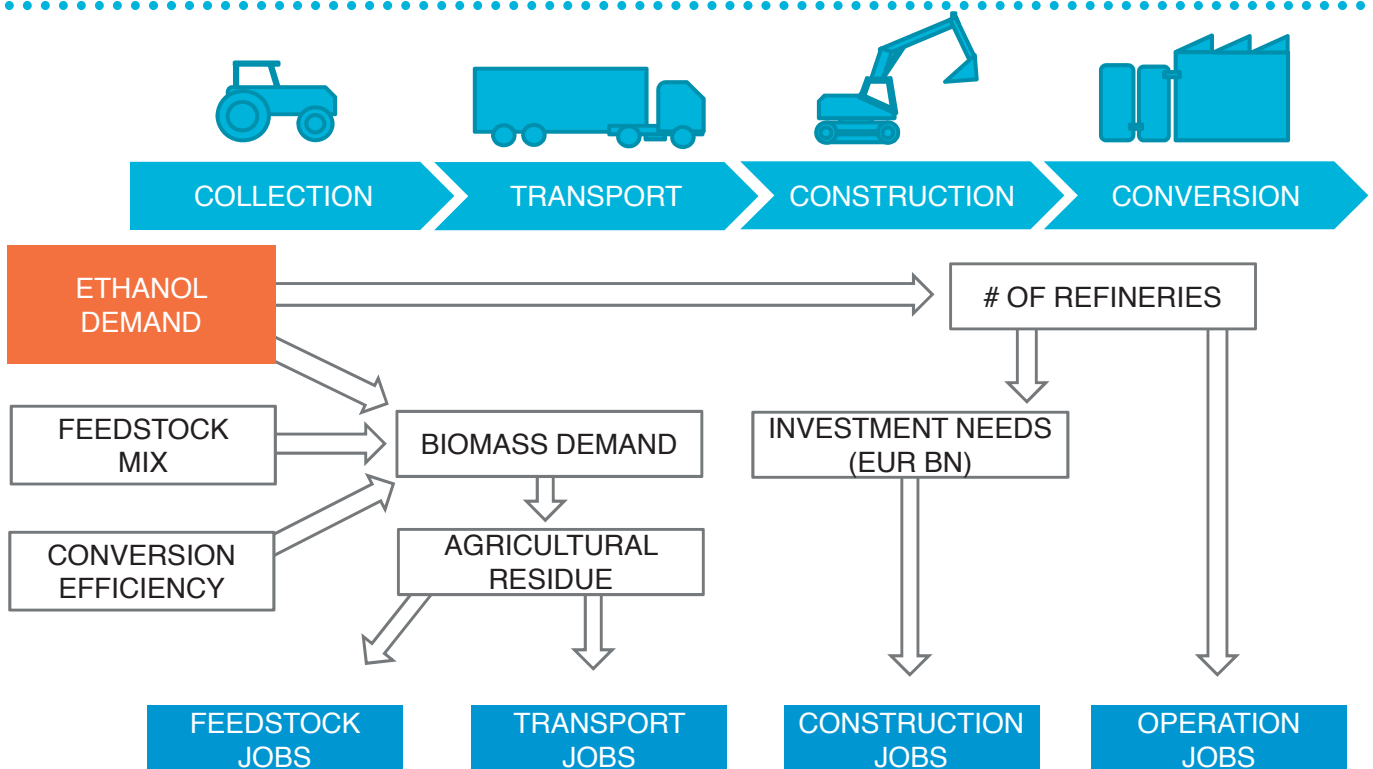 COLLECTION
TRANSPORT
CONSTRUCTION
CONVERSION
ETHANOL
DEMAND
# OF REFINERIES
FEEDSTOCK
MIX
BIOMASS DEMAND
INVESTMENT NEEDS
(EUR BN)
CONVERSION
EFFICIENCY
AGRICULTURAL
RESIDUE
FEEDSTOCK
JOBS
TRANSPORT
JOBS
CONSTRUCTION
JOBS
OPERATION
JOBS